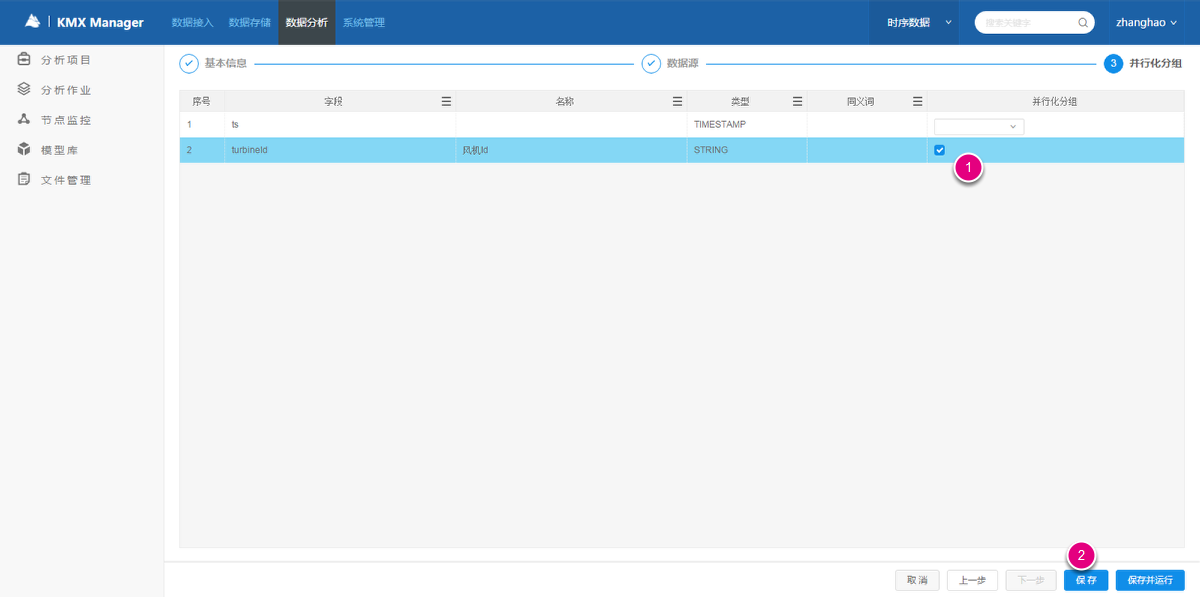 KMX Manager 数据接入 数据存储 数据分析 系统管理 时序数据 搜索关键字 zhanghao
分析项目
分析作业
节点监控
模型库
文件管理
基本信息 数据源 3 并行化分组
序号 字段 名称 类型 同义词 并行化分组
1 ts TIMESTAMP
2 turbineId 风机Id STRING
1
2
取消 上一步 下一步 保存 保存并运行